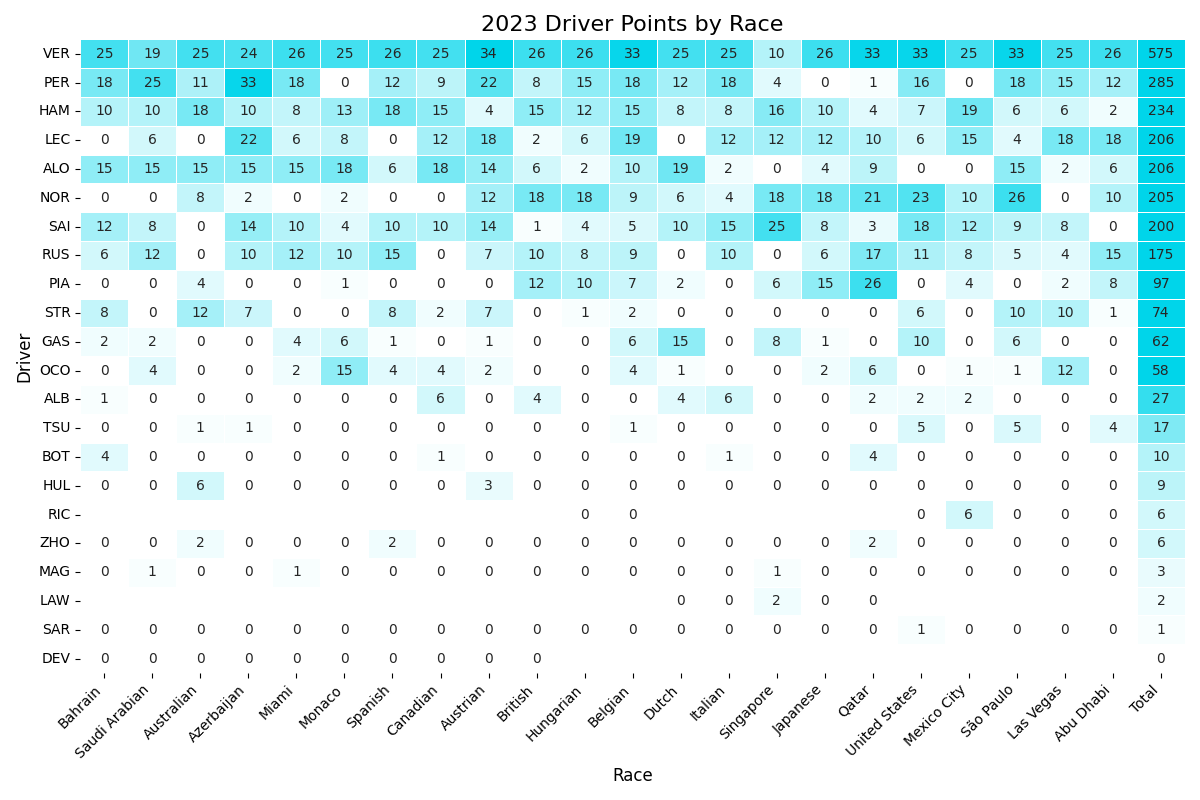 2023 Driver Points by Race
VER 25 19 25 24 26 25 26 25 34 26 26 33 25 25 10 26 33 33 25 33 25 26 575
PER 18 25 11 33 18 0 12 9 22 8 15 18 12 18 4 0 1 16 0 18 15 12 285
HAM 10 10 18 10 8 13 18 15 4 15 12 15 8 8 16 10 4 7 19 6 6 2 234
LEC 0 6 0 22 6 8 0 12 18 2 6 19 0 12 12 12 10 6 15 4 18 18 206
ALO 15 15 15 15 15 18 6 18 14 6 2 10 19 2 0 4 9 0 0 15 2 6 206
NOR 0 0 8 2 0 2 0 0 12 18 18 9 6 4 18 18 21 23 10 26 0 10 205
SAI 12 8 0 14 10 4 10 10 14 1 4 5 10 15 25 8 3 18 12 9 8 0 200
RUS 6 12 0 10 12 10 15 0 7 10 8 9 0 10 0 6 17 11 8 5 4 15 175
PIA 0 0 4 0 0 1 0 0 0 12 10 7 2 0 6 15 26 0 4 0 2 8 97
STR 8 0 12 7 0 0 8 2 7 0 1 2 0 0 0 0 0 6 0 10 10 1 74
GAS 2 2 0 0 4 6 1 0 1 0 0 6 15 0 8 1 0 10 0 6 0 0 62
OCO 0 4 0 0 2 15 4 4 2 0 0 4 1 0 0 2 6 0 1 1 12 0 58
ALB 1 0 0 0 0 0 0 6 0 4 0 0 4 6 0 0 2 2 2 0 0 0 27
TSU 0 0 1 1 0 0 0 0 0 0 0 1 0 0 0 0 0 5 0 5 0 4 17
BOT 4 0 0 0 0 0 0 1 0 0 0 0 0 1 0 0 4 0 0 0 0 0 10
HUL 0 0 6 0 0 0 0 0 3 0 0 0 0 0 0 0 0 0 0 0 0 0 9
RIC 0 0 0 6 0 0 0 6
ZHO 0 0 2 0 0 0 2 0 0 0 0 0 0 0 0 0 2 0 0 0 0 0 6
MAG 0 1 0 0 1 0 0 0 0 0 0 0 0 0 1 0 0 0 0 0 0 0 3
LAW 0 0 2 0 0 2
SAR 0 0 0 0 0 0 0 0 0 0 0 0 0 0 0 0 0 1 0 0 0 0 1
DEV 0 0 0 0 0 0 0 0 0 0 0
Driver
Bahrain Saudi Arabian Australian Azerbaijan Miami Monaco Spanish Canadian Austrian British Hungarian Belgian Dutch Italian Singapore Japanese Qatar United States Mexico City São Paulo Las Vegas Abu Dhabi Total
Race